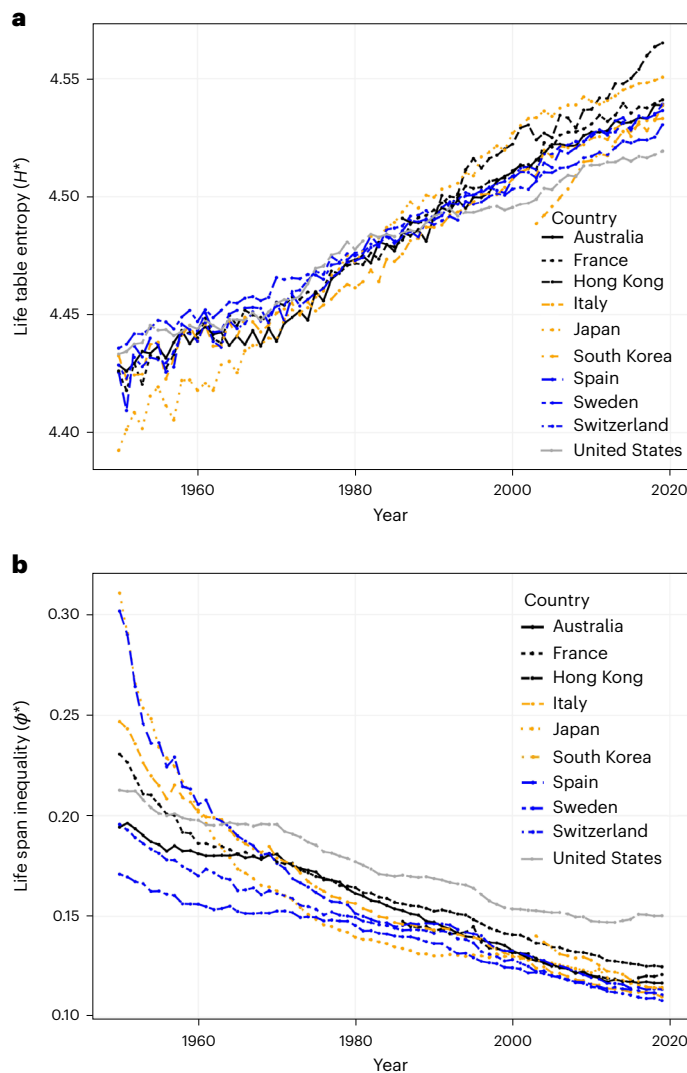 a
Life table entropy (H*)
4.55
4.50
4.45
4.40
Country
Australia
France
Hong Kong
Italy
Japan
South Korea
Spain
Sweden
Switzerland
United States
1960
1980
2000
2020
Year
b
Life span inequality (ϕ*)
0.30
0.25
0.20
0.15
0.10
Country
Australia
France
Hong Kong
Italy
Japan
South Korea
Spain
Sweden
Switzerland
United States
1960
1980
2000
2020
Year